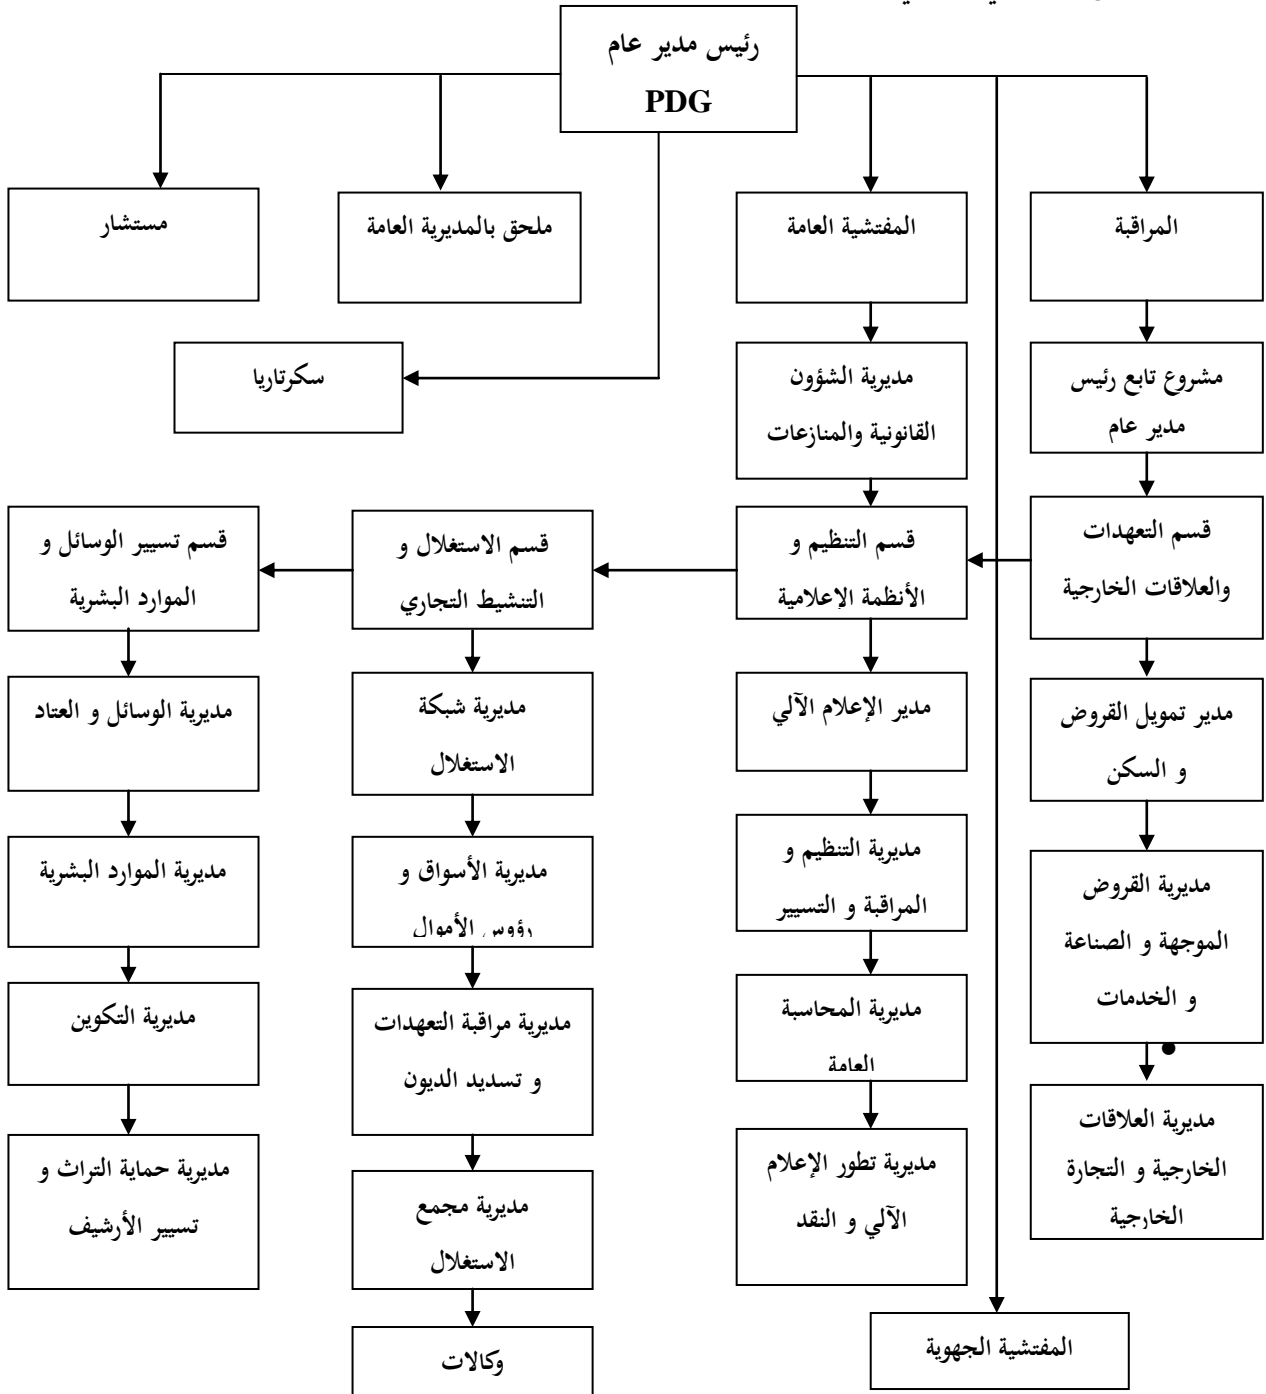 رئيس مدير عام
PDG
المراقبة
المفتشية العامة
ملحق بالمديرية العامة
مستشار
مشروع تابع رئيس
مدير عام
مديرية الشؤون
القانونية والمنازعات
سكرتاريا
قسم التعهدات
والعلاقات الخارجية
قسم التنظيم و
الأنظمة الإعلامية
قسم الاستغلال و
التنشيط التجاري
قسم تسيير الوسائل و
الموارد البشرية
مدير تمويل القروض
و السكن
مدير الإعلام الآلي
مديرية شبكة
الاستغلال
مديرية الوسائل و العتاد
مديرية القروض
الموجهة و الصناعة
و الخدمات
مديرية التنظيم و
المراقبة و التسيير
مديرية الأسواق و
رؤوس الأموال
مديرية الموارد البشرية
مديرية المحاسبة
العامة
مديرية مراقبة التعهدات
و تسديد الديون
مديرية التكوين
مديرية العلاقات
الخارجية و التجارة
الخارجية
مديرية تطور الإعلام
الآلي و النقد
مديرية مجمع
الاستغلال
مديرية حماية التراث و
تسيير الأرشيف
المفتشية الجهوية
وكالات